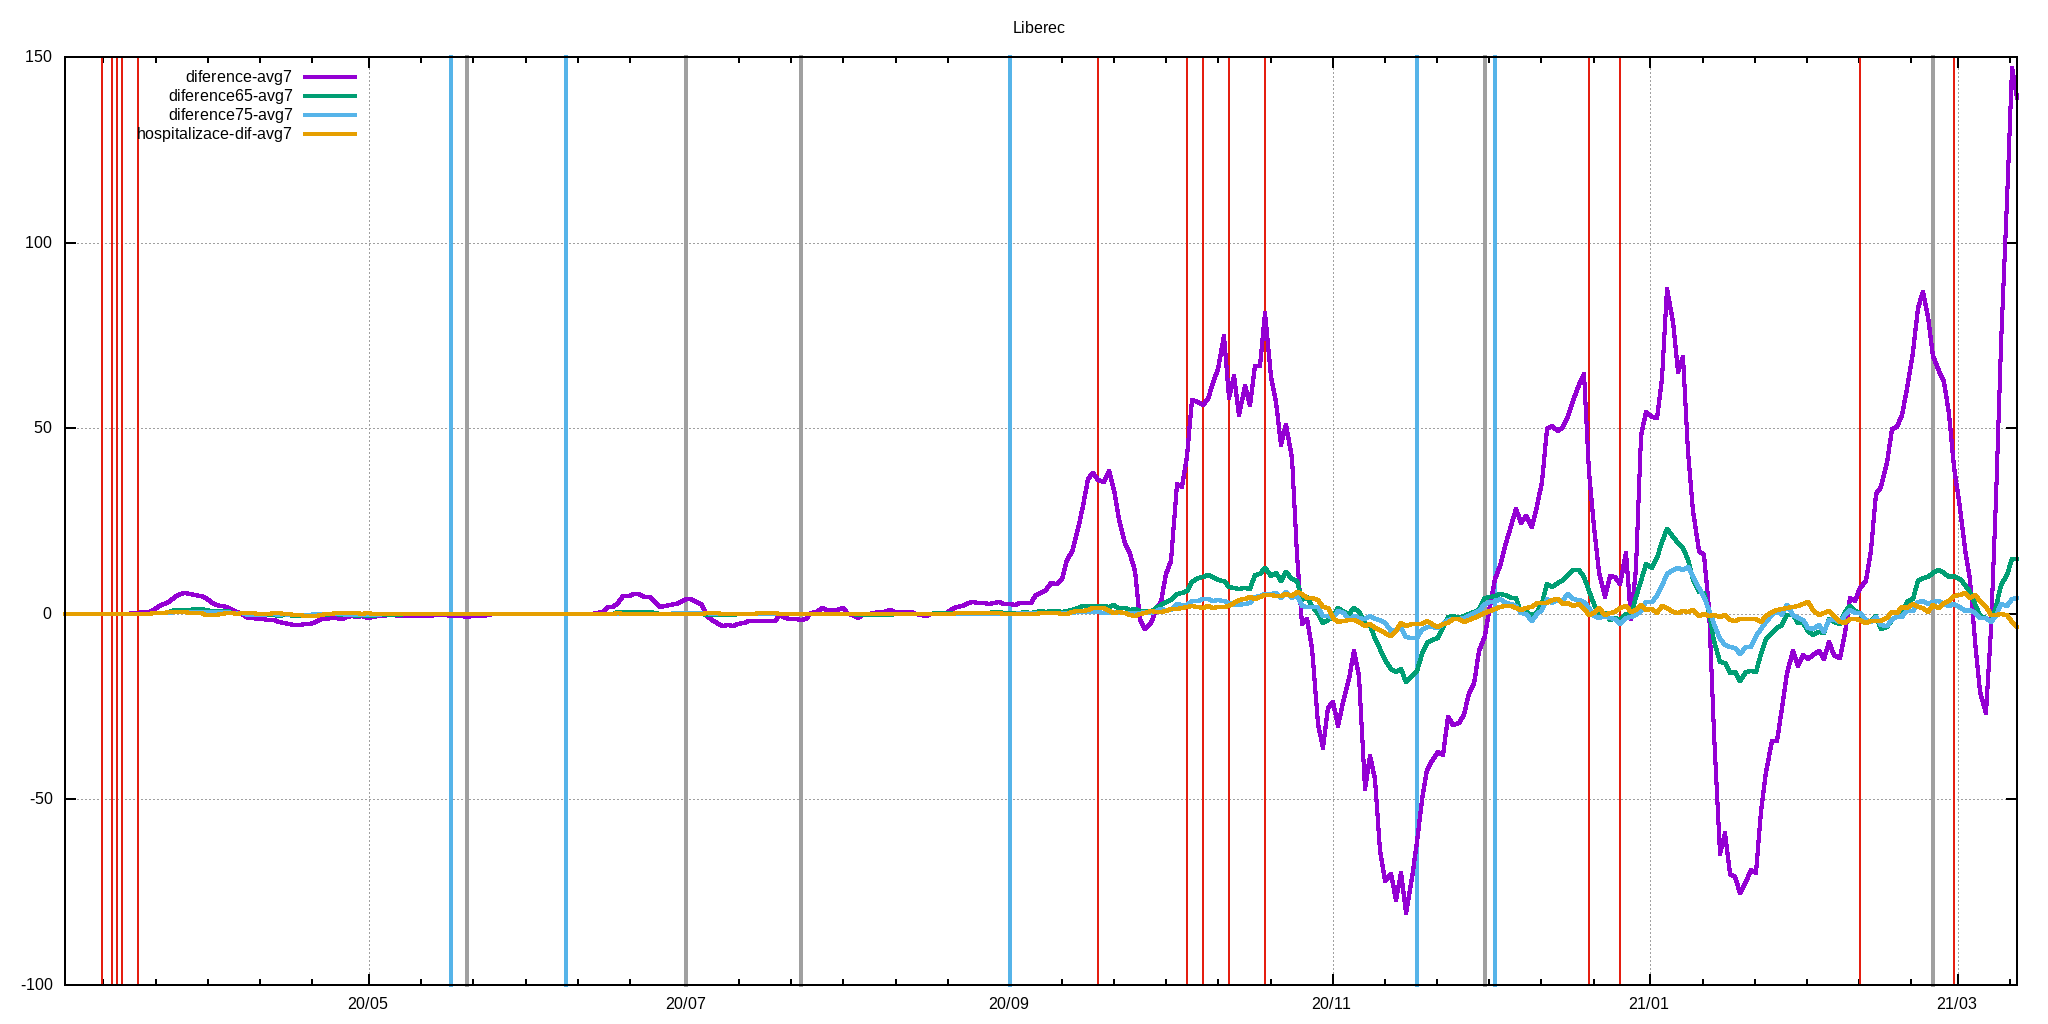 Liberec
150
100
50
0
-50
-100
diference-avg7
diference65-avg7
diference75-avg7
hospitalizace-dif-avg7
20/05
20/07
20/09
20/11
21/01
21/03